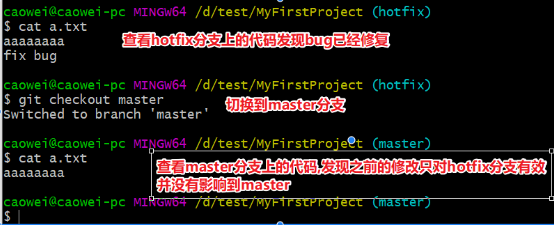 caowei@caowei-pc MINGW64 /d/test/MyFirstProject (hotfix)
$ cat a.txt
aaaaaaaa
查看hotfix分支上的代码发现bug已经修复
fix bug
caowei@caowei-pc MINGW64 /d/test/MyFirstProject (hotfix)
$ git checkout master
切换到master分支
Switched to branch 'master'
caowei@caowei-pc MINGW64 /d/test/MyFirstProject (master)
$ cat a.txt
aaaaaaaa
查看master分支上的代码,发现之前的修改只对hotfix分支有效
并没有影响到master
caowei@caowei-pc MINGW64 /d/test/MyFirstProject (master)
$